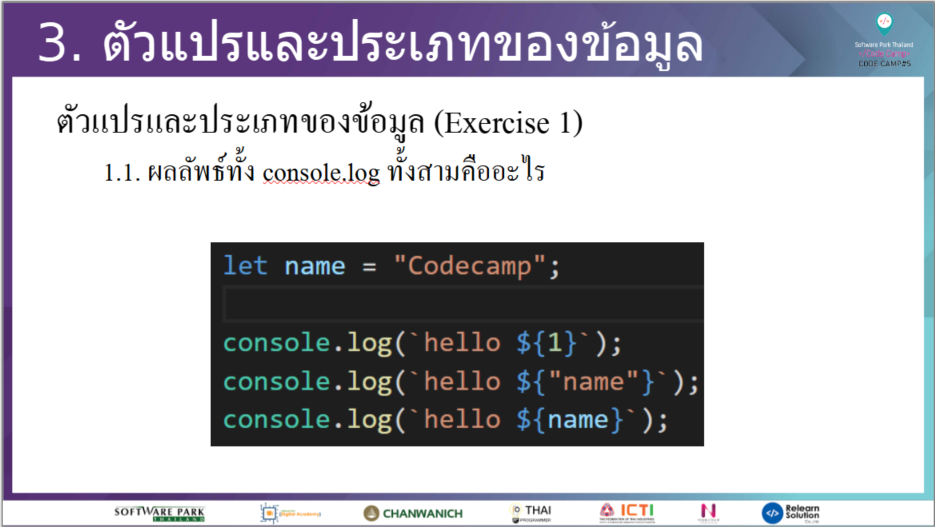 3. ตัวแปรและประเภทของข้อมูล
Software Park Thailand
CODE CAMP#5
ตัวแปรและประเภทของข้อมูล (Exercise 1)
1.1. ผลลัพธ์ทั้ง console.log ทั้งสามคืออะไร
let name = "Codecamp";
console.log(`hello ${1}`);
console.log(`hello ${"name"}`);
console.log(`hello ${name}`);
SOFTWARE PARK
THAILAND
Digital Academy
CHANWANICH
THAI
PROGRAMMER
ICTI
Relearn
Solution